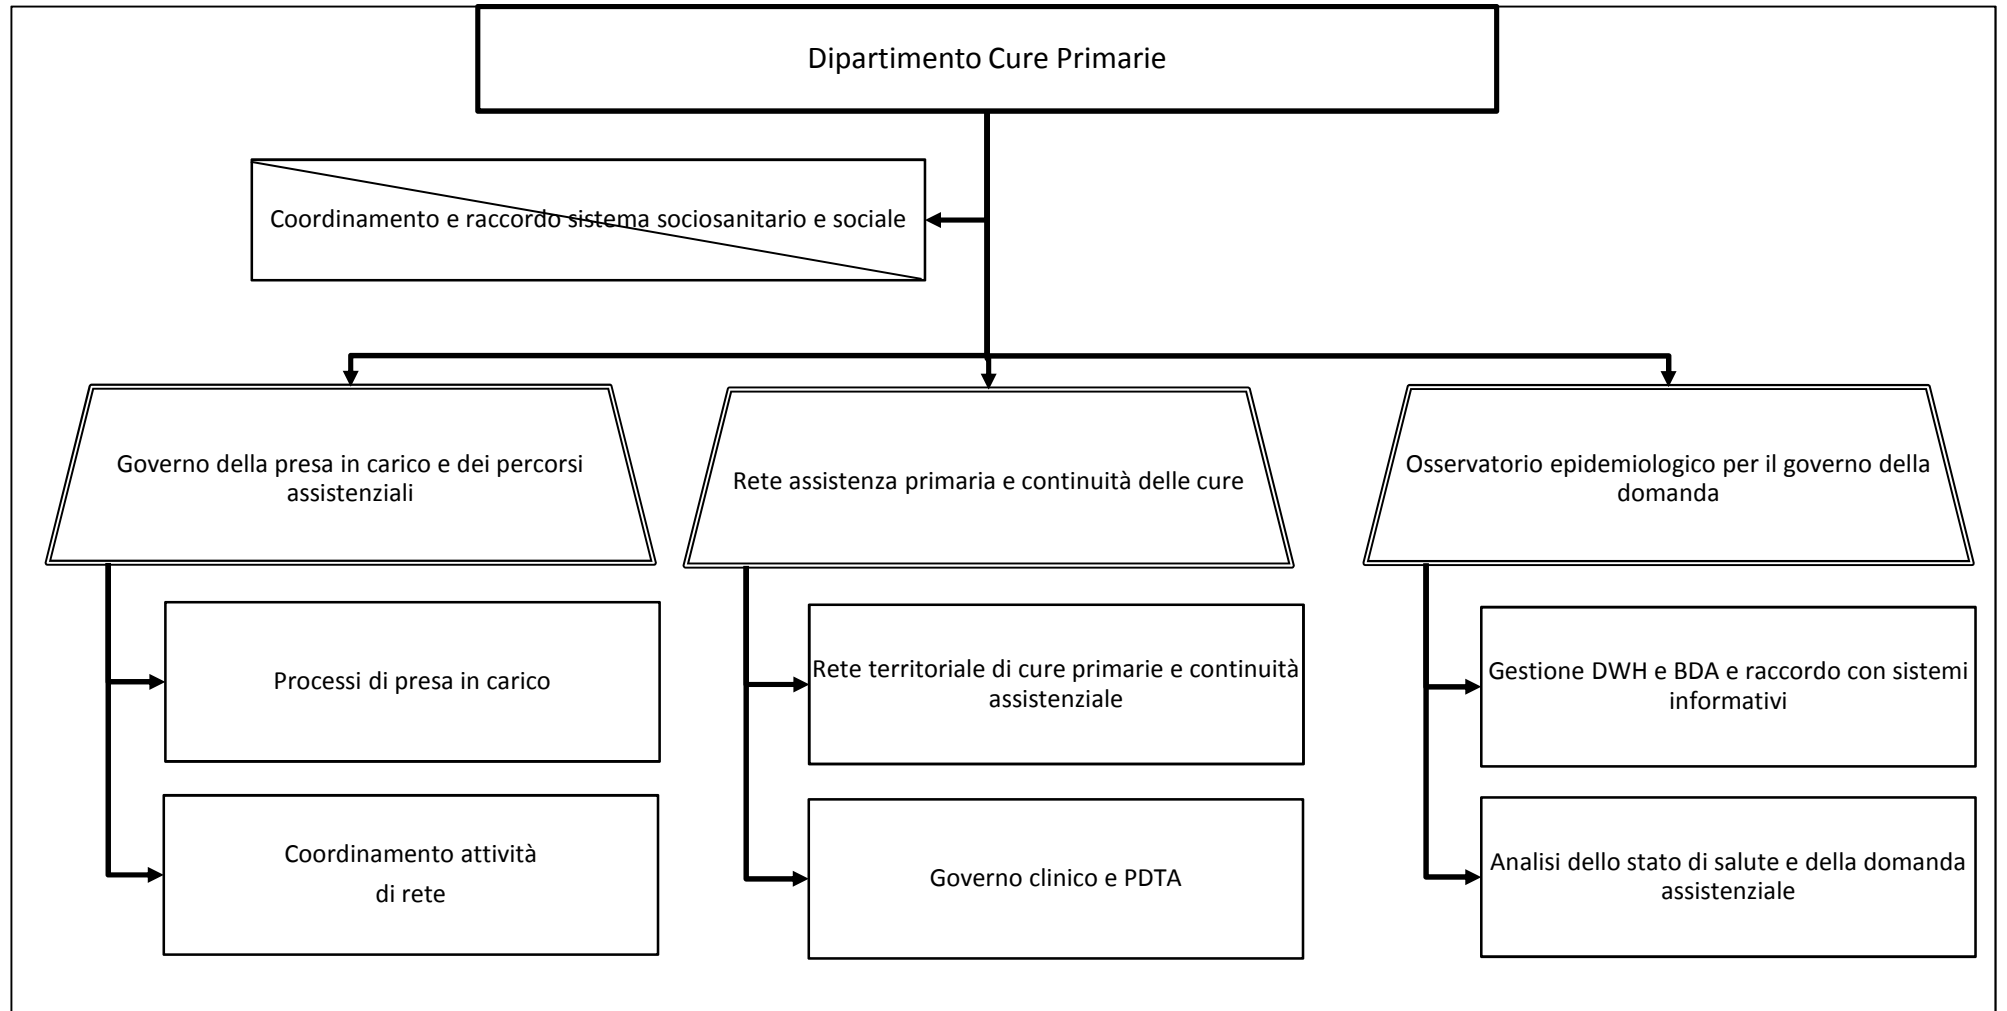 Dipartimento Cure Primarie
Coordinamento e raccordo sistema sociosanitario e sociale
Governo della presa in carico e dei percorsi
assistenziali
Rete assistenza primaria e continuità delle cure
Osservatorio epidemiologico per il governo della
domanda
Processi di presa in carico
Rete territoriale di cure primarie e continuità
assistenziale
Gestione DWH e BDA e raccordo con sistemi
informativi
Coordinamento attività
di rete
Governo clinico e PDTA
Analisi dello stato di salute e della domanda
assistenziale